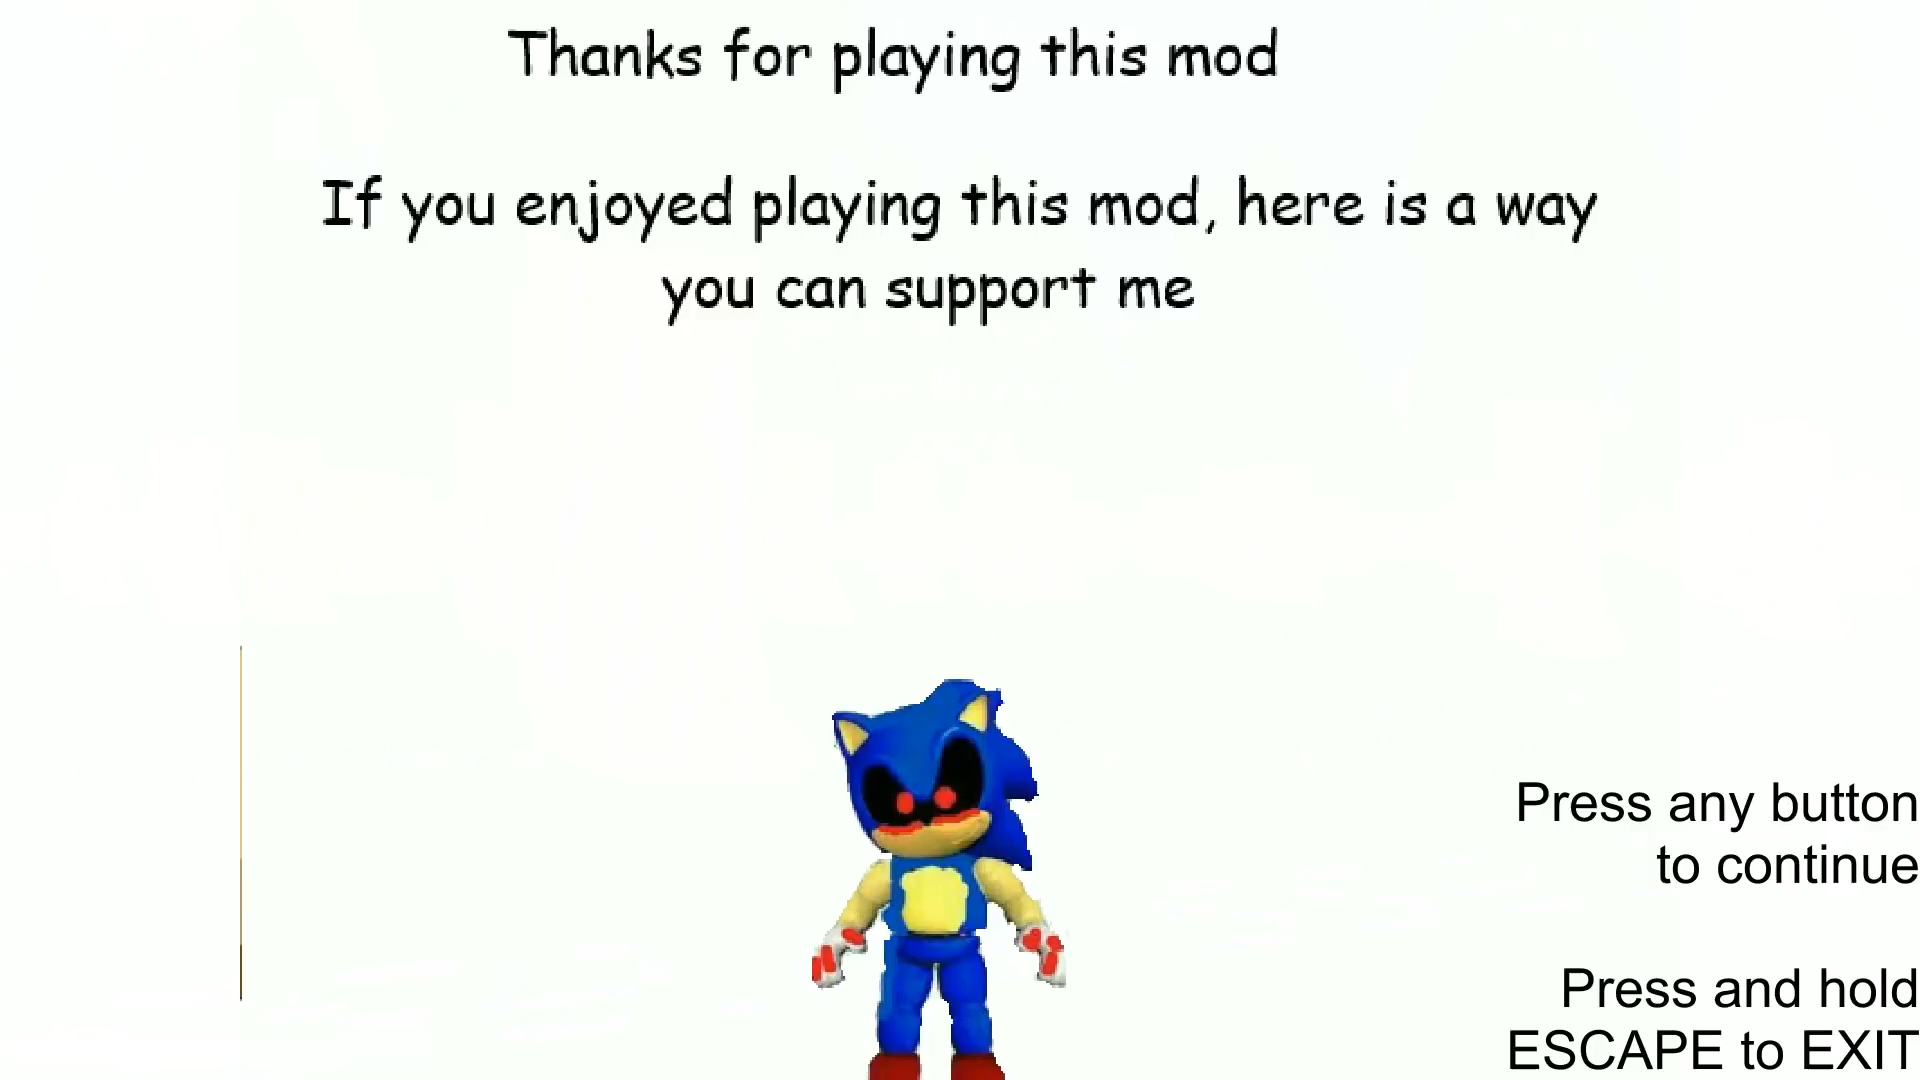 Thanks for playing this mod
If you enjoyed playing this mod, here is a way
you can support me
Press any button
to continue
Press and hold
ESCAPE to EXIT